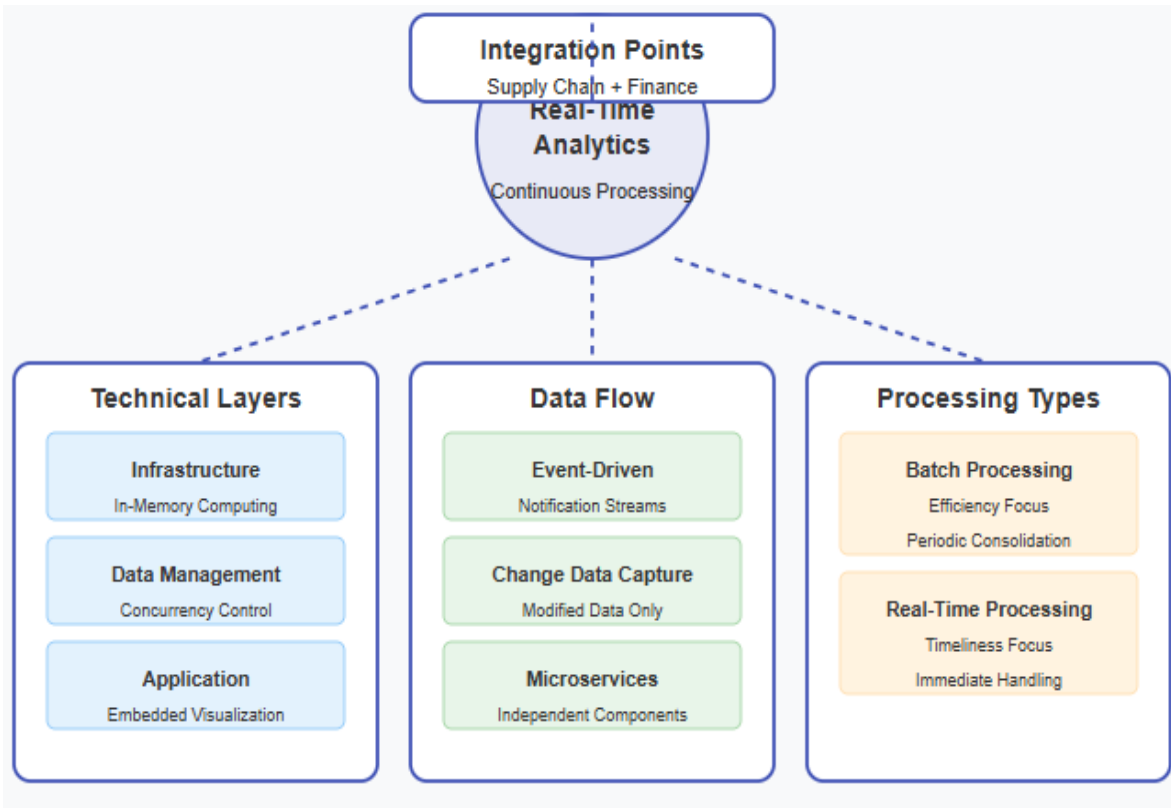 Integration Points
Supply Chain + Finance
Real-Time
Analytics
Continuous Processing
Technical Layers
Infrastructure
In-Memory Computing
Data Management
Concurrency Control
Application
Embedded Visualization
Data Flow
Event-Driven
Notification Streams
Change Data Capture
Modified Data Only
Microservices
Independent Components
Processing Types
Batch Processing
Efficiency Focus
Periodic Consolidation
Real-Time Processing
Timeliness Focus
Immediate Handling